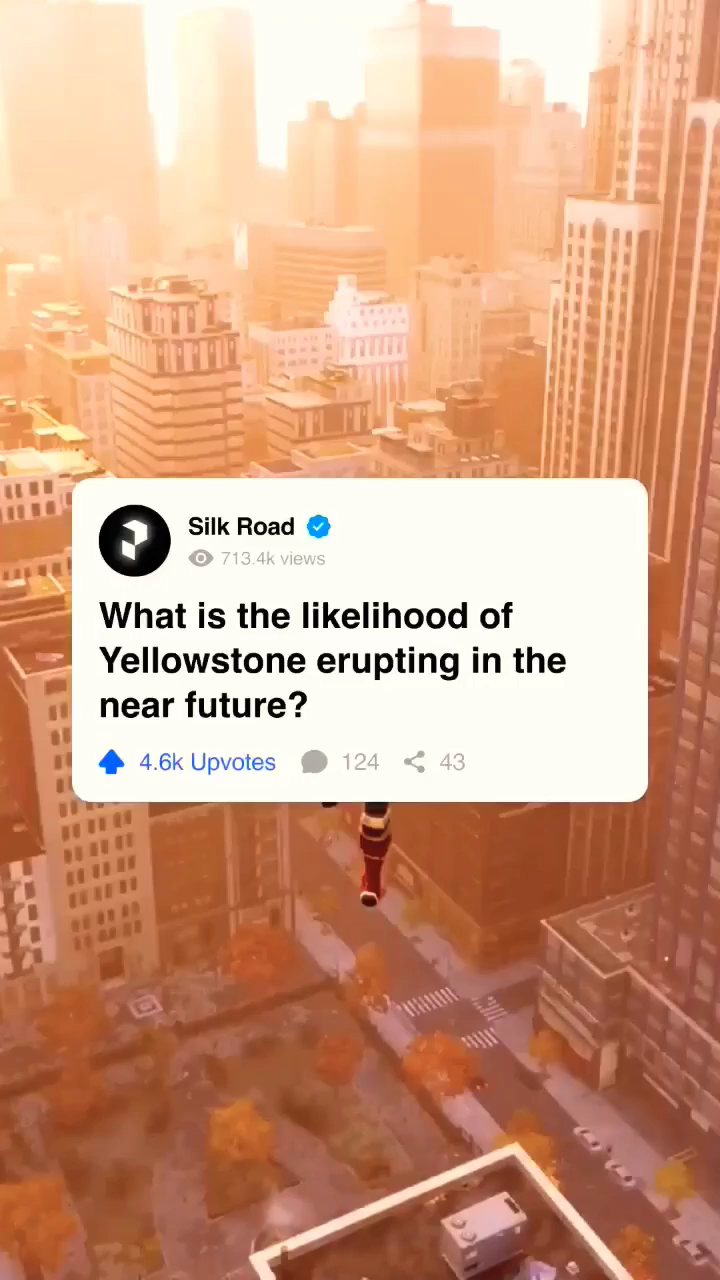 Silk Road
713.4k views
What is the likelihood of
Yellowstone erupting in the
near future?
4.6k Upvotes 124 43